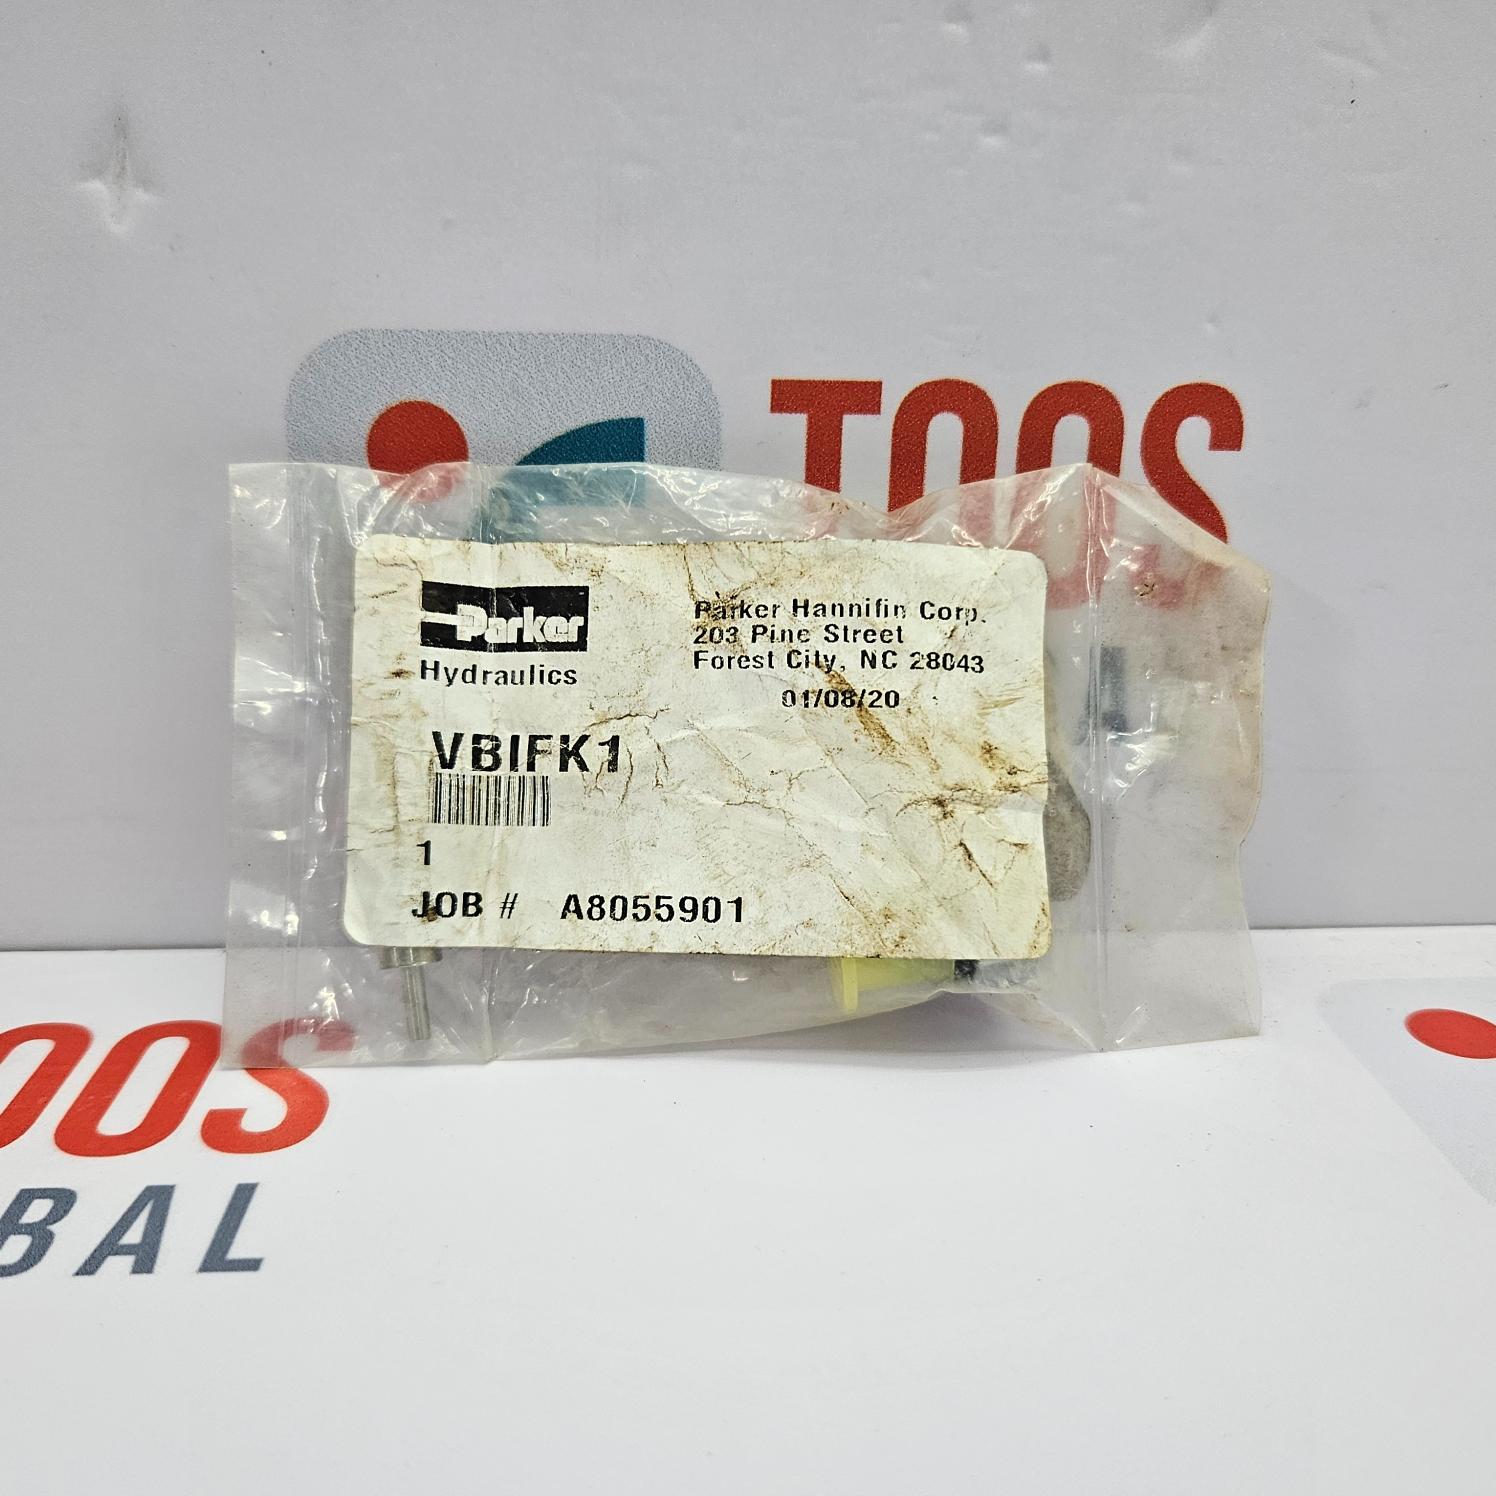 TOOS
Parker
Hydraulics
Parker Hannifin Corp.
203 Pine Street
Forest City, NC 28043
01/08/20
VBIFK1
1
JOB # A8055901
OOS
BAL